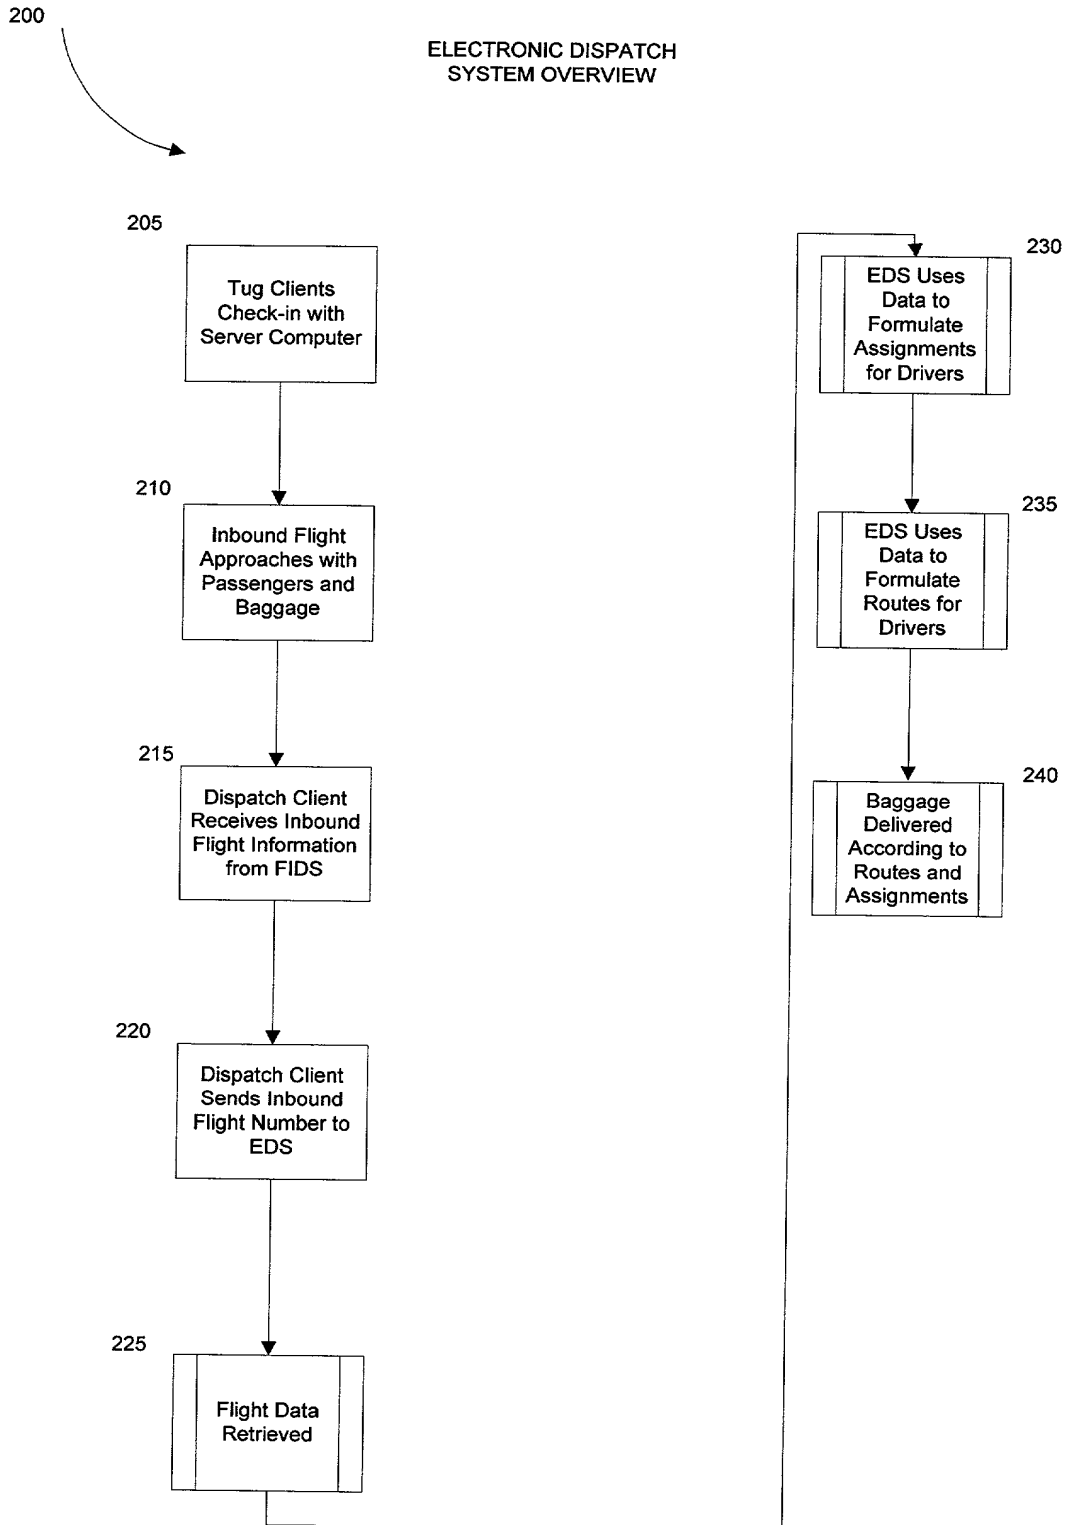 200
ELECTRONIC DISPATCH
SYSTEM OVERVIEW
205
Tug Clients
Check-in with
Server Computer
210
Inbound Flight
Approaches with
Passengers and
Baggage
215
Dispatch Client
Receives Inbound
Flight Information
from FIDS
220
Dispatch Client
Sends Inbound
Flight Number to
EDS
225
Flight Data
Retrieved
230
EDS Uses
Data to
Formulate
Assignments
for Drivers
235
EDS Uses
Data to
Formulate
Routes for
Drivers
240
Baggage
Delivered
According to
Routes and
Assignments